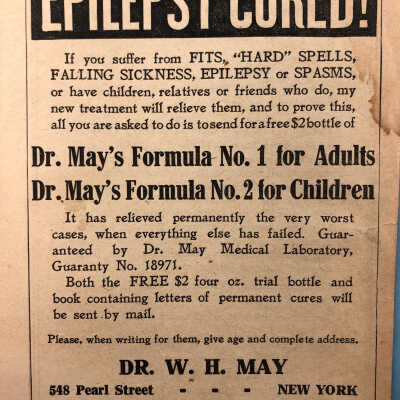 EPILEPSY CURED!
If you suffer from FITS, "HARD" SPELLS,
FALLING SICKNESS, EPILEPSY or SPASMS,
or have children, relatives or friends who do, my
new treatment will relieve them, and to prove this,
all you are asked to do is to send for a free $2 bottle of
Dr. May's Formula No. 1 for Adults
Dr. May's Formula No. 2 for Children
It has relieved permanently the very worst
cases, when everything else has failed. Guar-
anteed by Dr. May Medical Laboratory,
Guaranty No. 18971.
Both the FREE $2 four oz. trial bottle and
book containing letters of permanent cures will
be sent by mail.
Please, when writing for them, give age and complete address.
DR. W. H. MAY
548 Pearl Street - - - NEW YORK